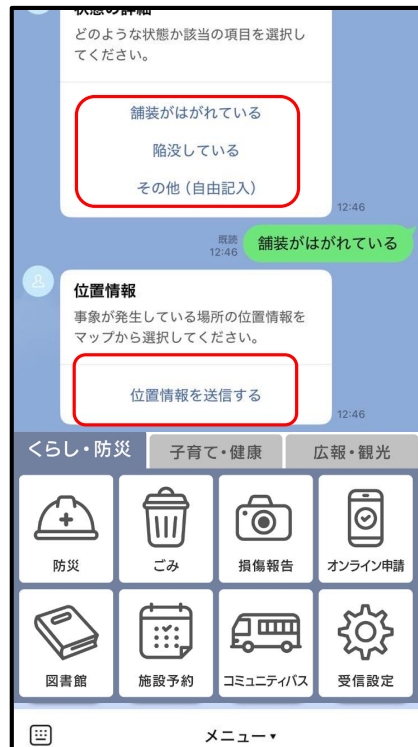 状態の詳細
どのような状態か該当の項目を選択し
てください。
舗装がはがれている
陥没している
その他（自由記入）
12:46
既読
12:46
舗装がはがれている
位置情報
事象が発生している場所の位置情報を
マップから選択してください。
位置情報を送信する
12:46
くらし・防災
子育て・健康
広報・観光
防災
ごみ
損傷報告
オンライン申請
図書館
施設予約
コミュニティバス
受信設定
メニュー▾